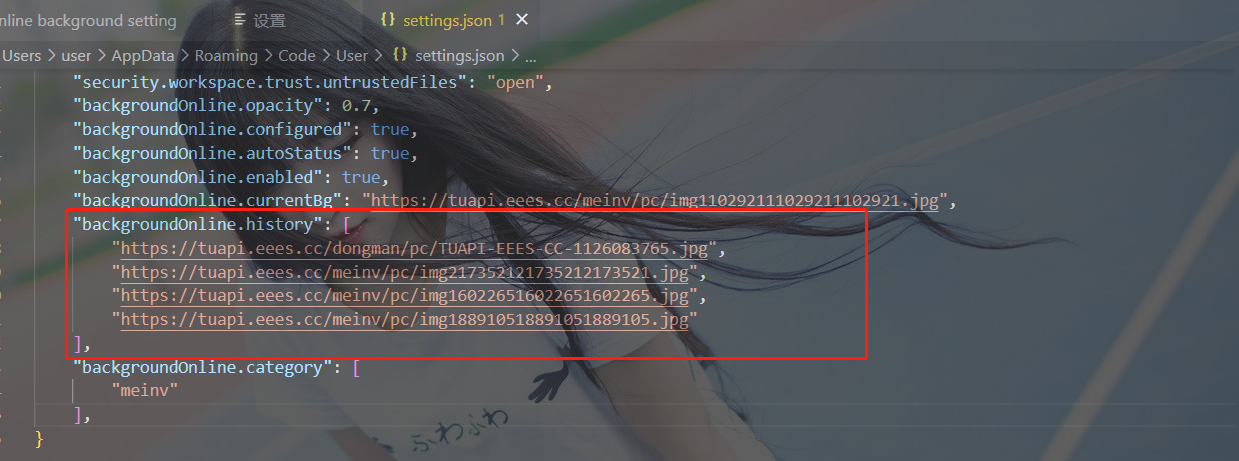 nline background setting
设置
{} settings.json 1 ×
Users > user > AppData > Roaming > Code > User > {} settings.json > ...
"security.workspace.trust.untrustedFiles": "open",
"backgroundOnline.opacity": 0.7,
"backgroundOnline.configured": true,
"backgroundOnline.autoStatus": true,
"backgroundOnline.enabled": true,
"backgroundOnline.currentBg": "https://tuapi.eees.cc/meinv/pc/img110292111029211102921.jpg",
"backgroundOnline.history": [
"https://tuapi.eees.cc/dongman/pc/TUAPI-EEES-CC-1126083765.jpg",
"https://tuapi.eees.cc/meinv/pc/img217352121735212173521.jpg",
"https://tuapi.eees.cc/meinv/pc/img160226516022651602265.jpg",
"https://tuapi.eees.cc/meinv/pc/img188910518891051889105.jpg"
],
"backgroundOnline.category": [
"meinv"
],
}
ふわふわ